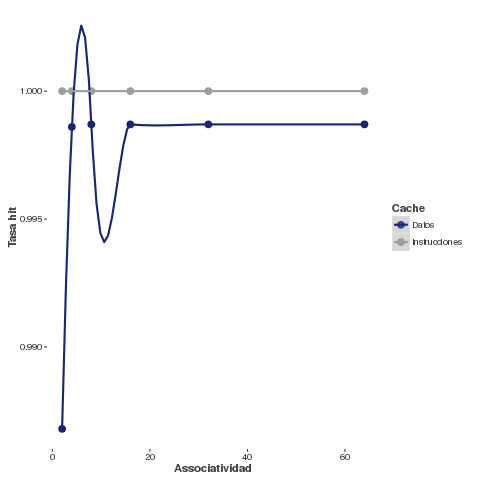 1.000
0.995
0.990
Tasa hit
0
20
40
60
Associatividad
Cache
Datos
Instrucciones